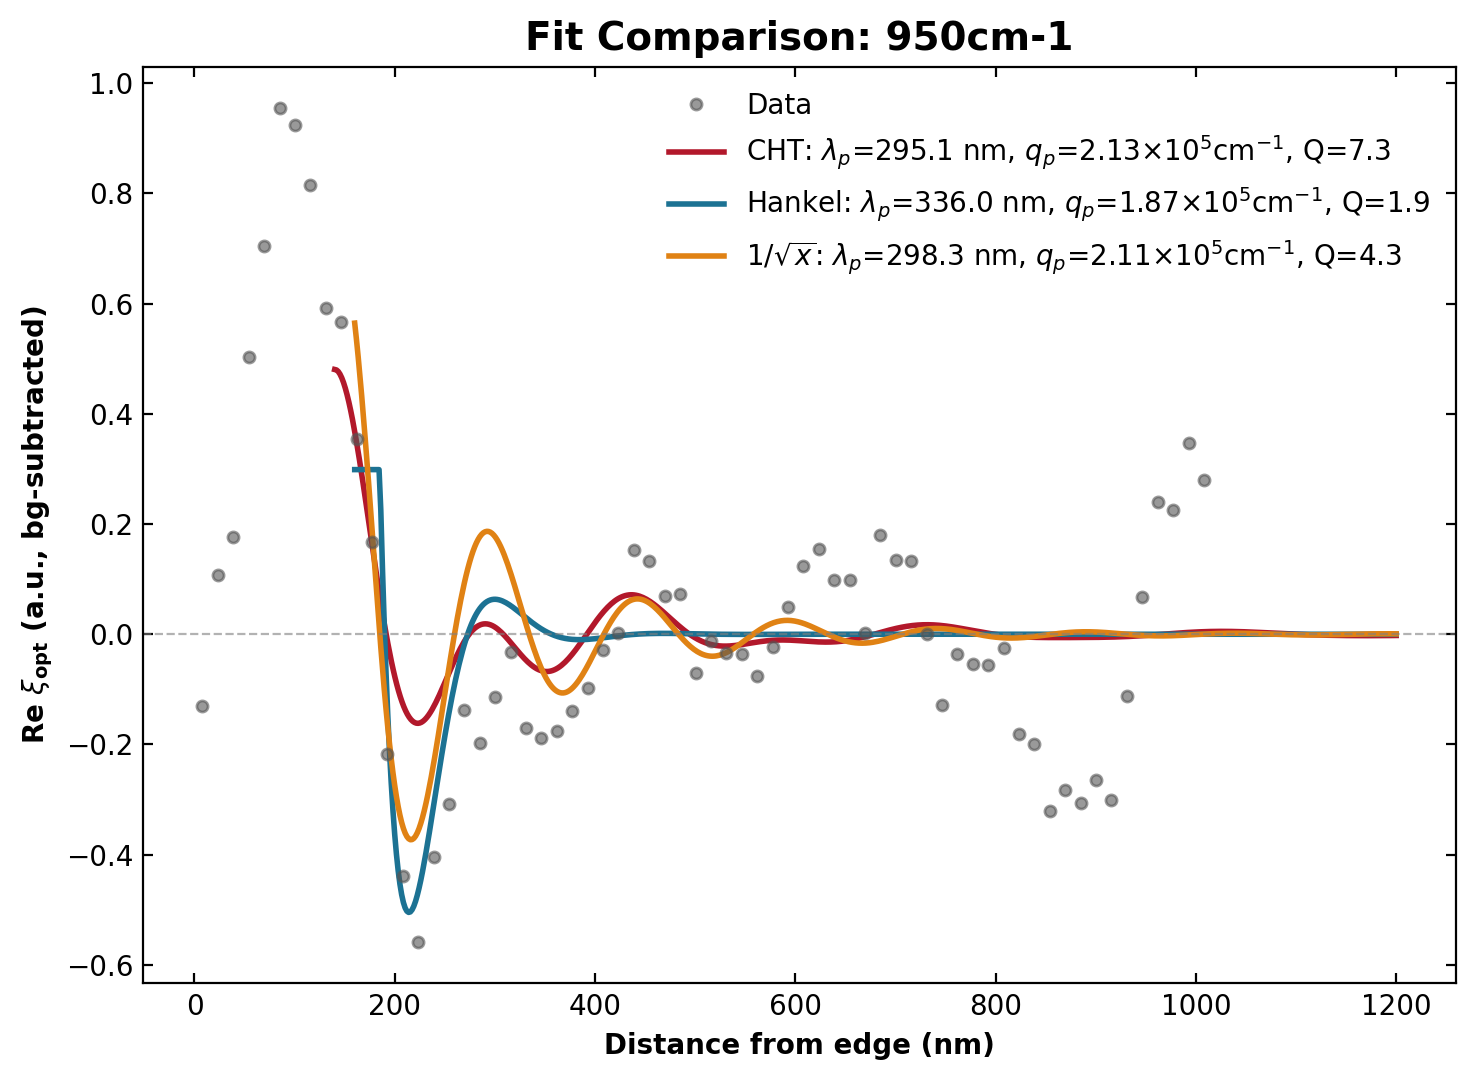 Fit Comparison: 950cm-1
Data
CHT: λₚ=295.1 nm, qₚ=2.13×10⁵cm⁻¹, Q=7.3
Hankel: λₚ=336.0 nm, qₚ=1.87×10⁵cm⁻¹, Q=1.9
1/√x: λₚ=298.3 nm, qₚ=2.11×10⁵cm⁻¹, Q=4.3
Re ξ_opt (a.u., bg-subtracted)
1.0
0.8
0.6
0.4
0.2
0.0
−0.2
−0.4
−0.6
0 200 400 600 800 1000 1200
Distance from edge (nm)